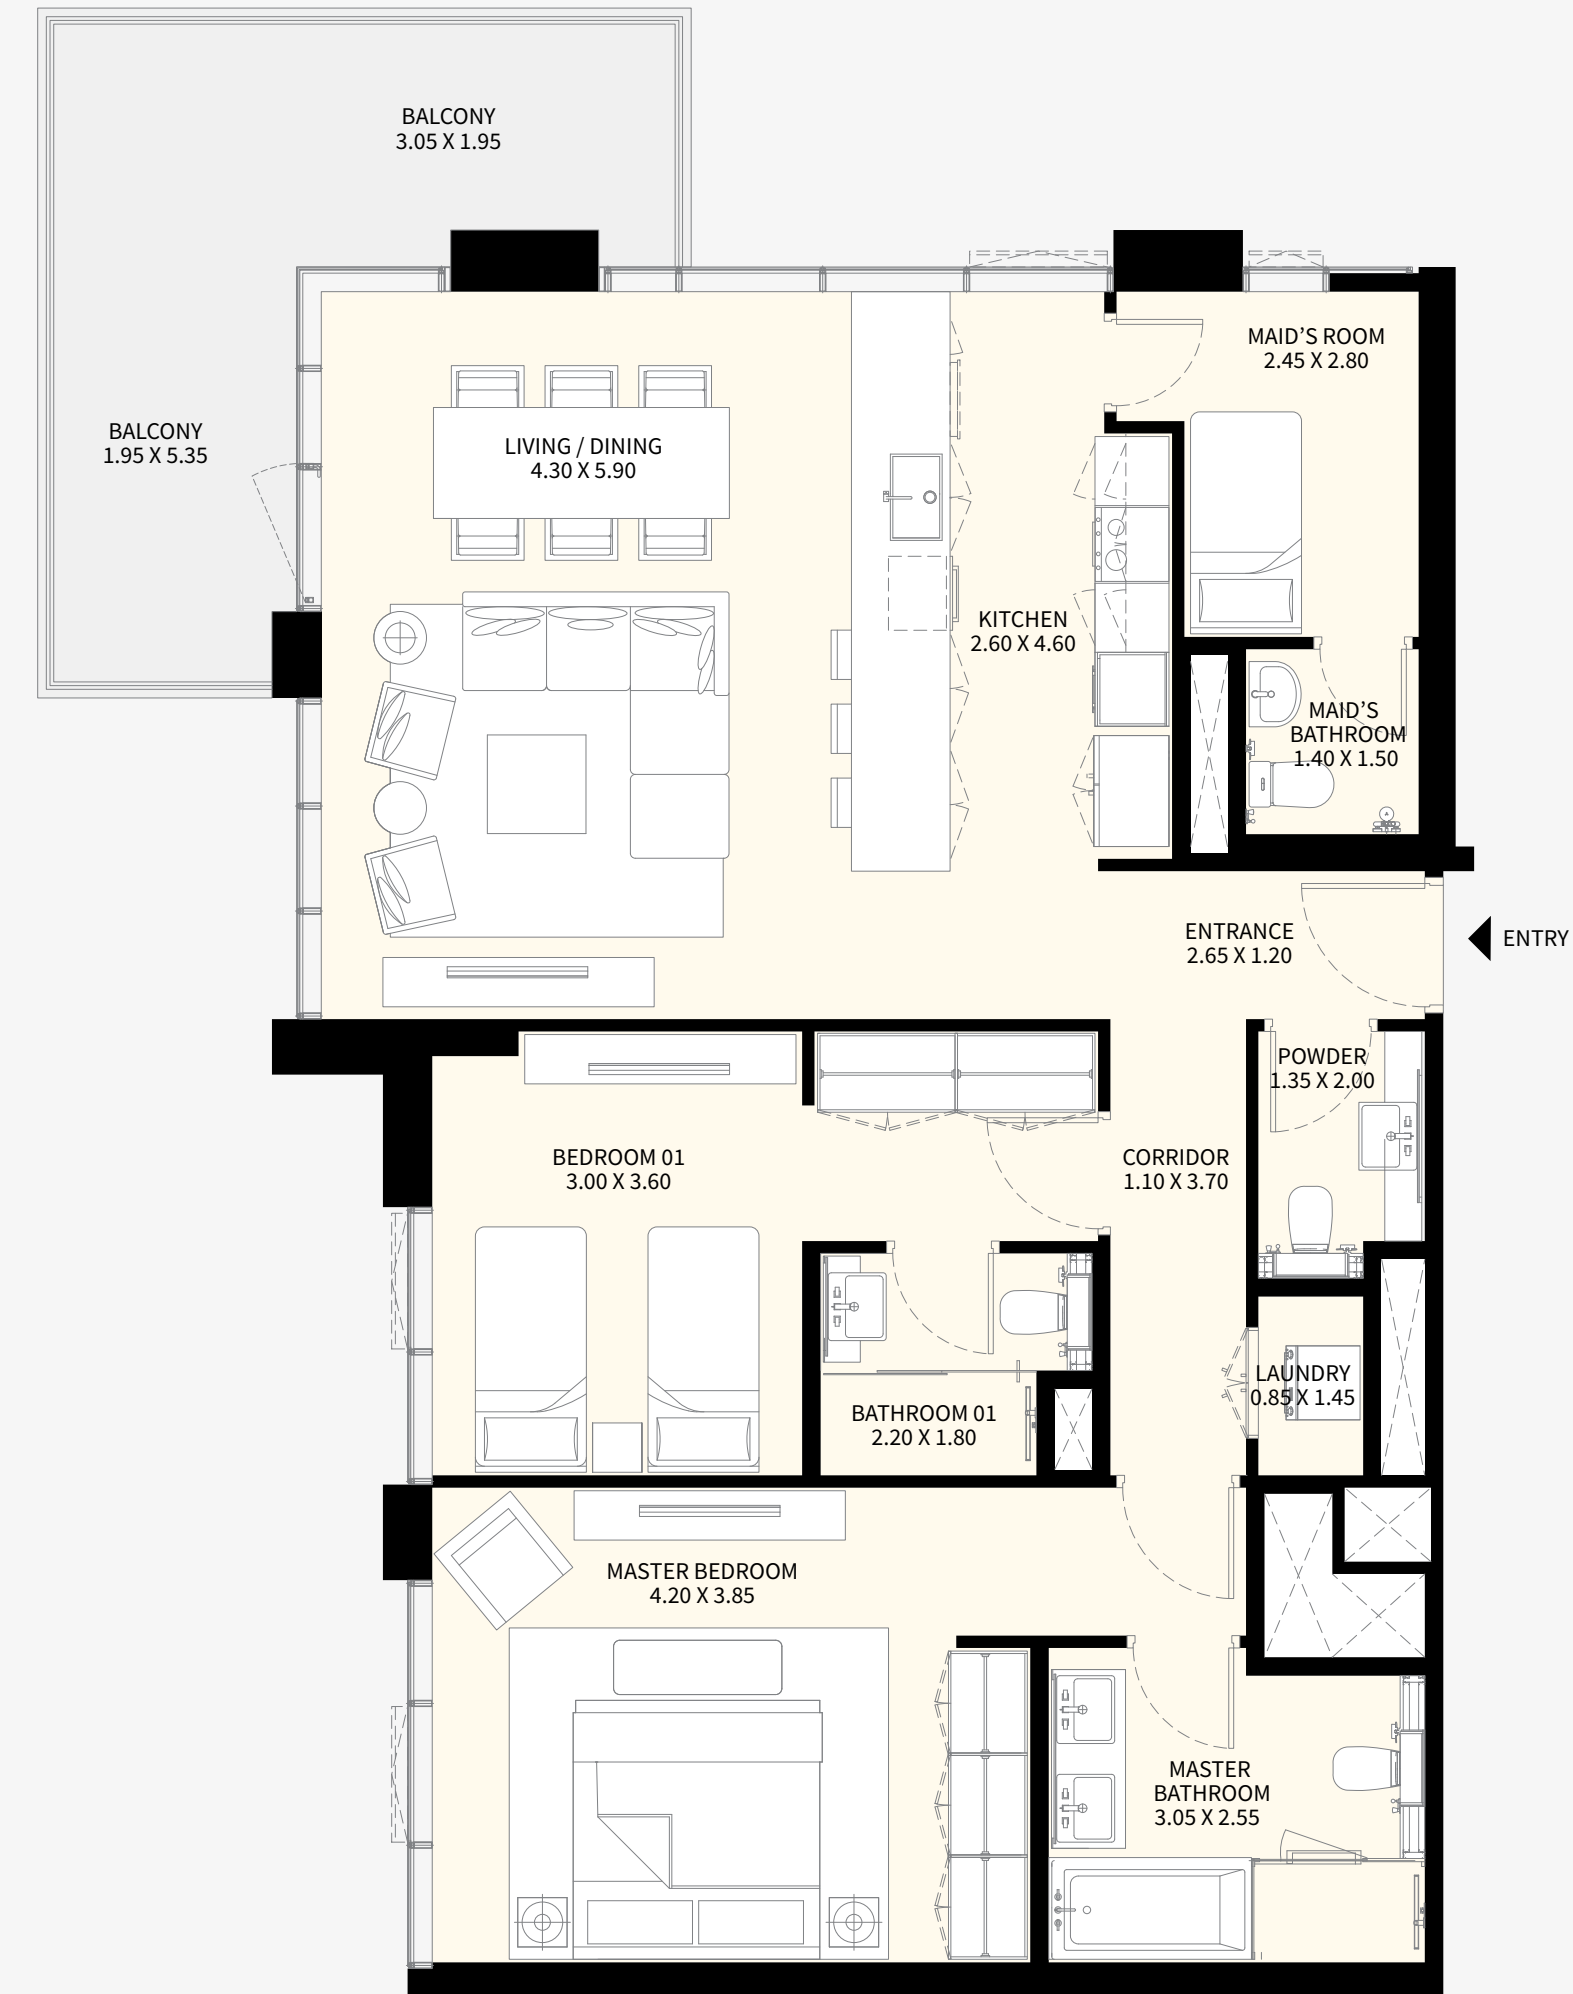 BALCONY
3.05 X 1.95
MAID’S ROOM
2.45 X 2.80
BALCONY
1.95 X 5.35
LIVING / DINING
4.30 X 5.90
KITCHEN
2.60 X 4.60
MAID’S
BATHROOM
1.40 X 1.50
ENTRANCE
2.65 X 1.20
ENTRY
POWDER
1.35 X 2.00
BEDROOM 01
3.00 X 3.60
CORRIDOR
1.10 X 3.70
LAUNDRY
0.85 X 1.45
BATHROOM 01
2.20 X 1.80
MASTER BEDROOM
4.20 X 3.85
MASTER
BATHROOM
3.05 X 2.55